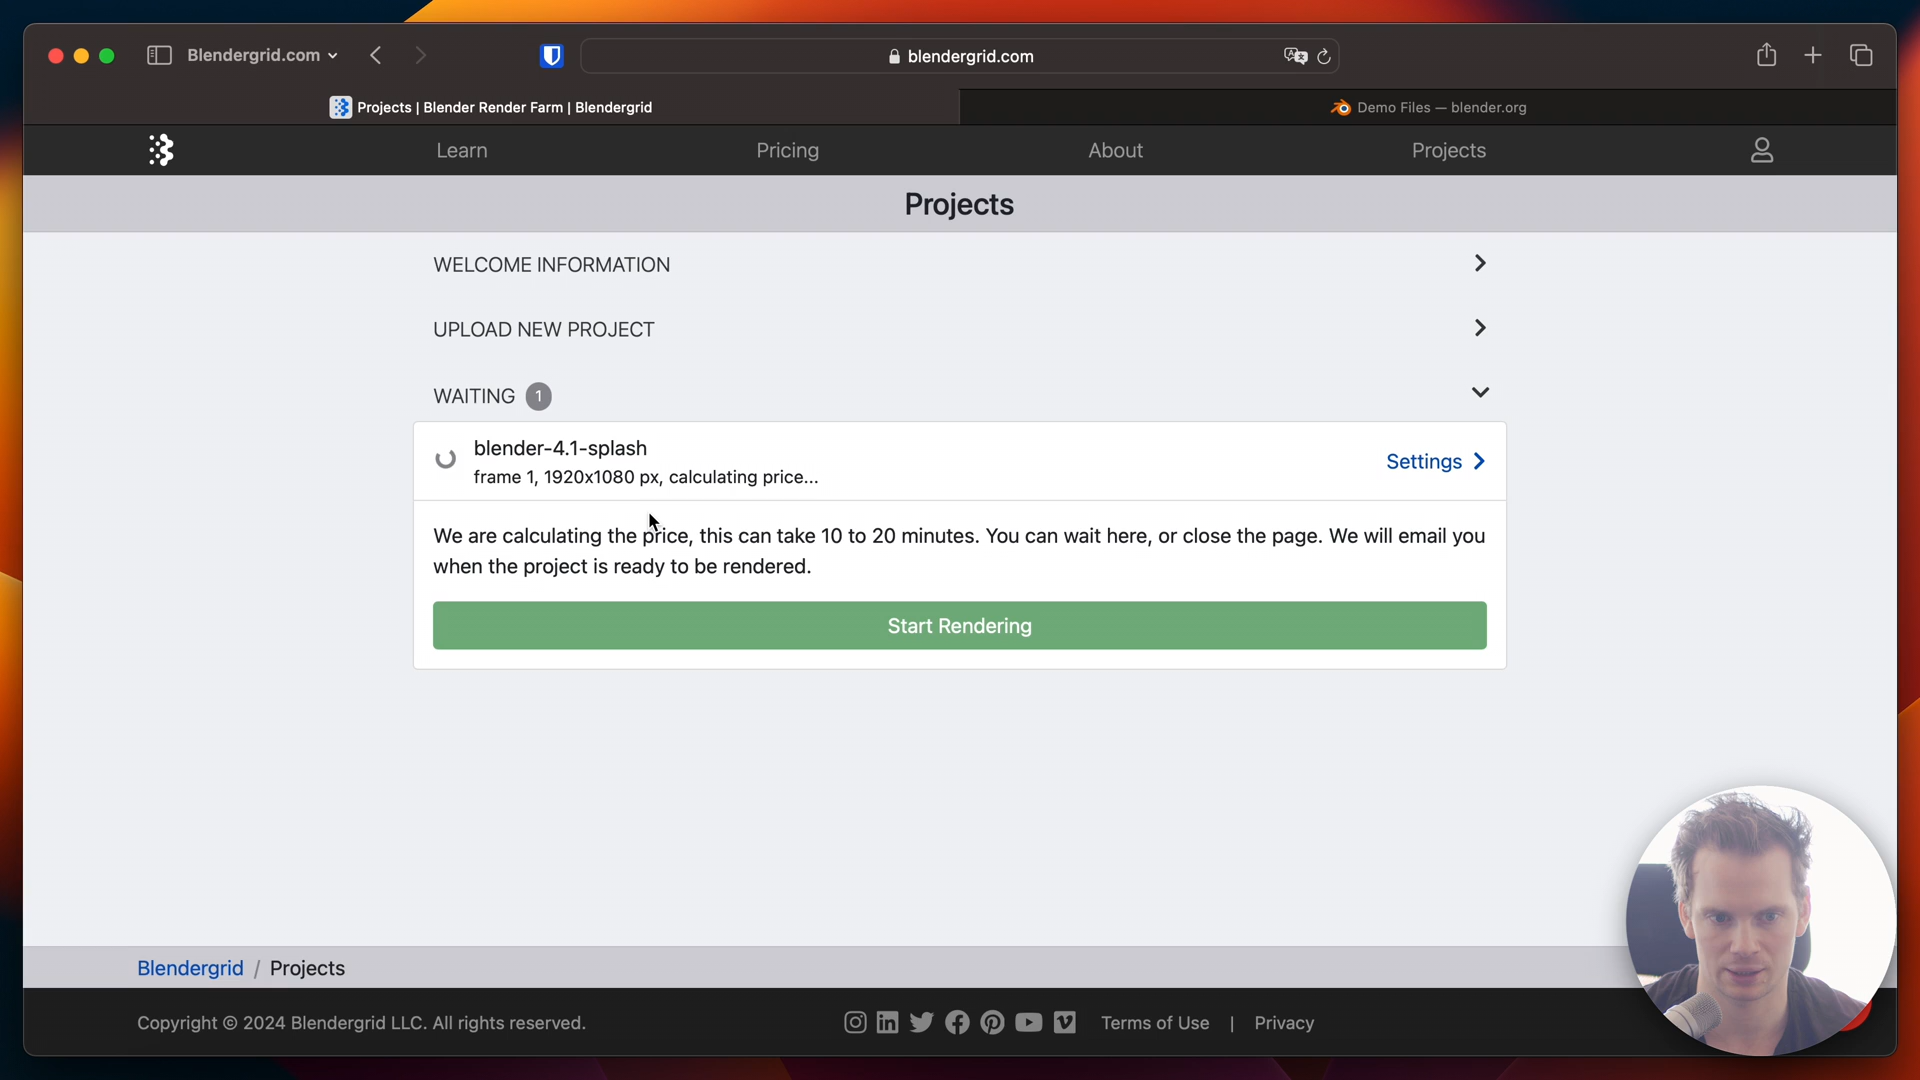 Blendergrid.com
blendergrid.com
Projects | Blender Render Farm | Blendergrid
Demo Files — blender.org
Learn
Pricing
About
Projects
Projects
WELCOME INFORMATION
UPLOAD NEW PROJECT
WAITING 1
blender-4.1-splash
frame 1, 1920x1080 px, calculating price...
Settings
We are calculating the price, this can take 10 to 20 minutes. You can wait here, or close the page. We will email you
when the project is ready to be rendered.
Start Rendering
Blendergrid / Projects
Copyright © 2024 Blendergrid LLC. All rights reserved.
Terms of Use | Privacy